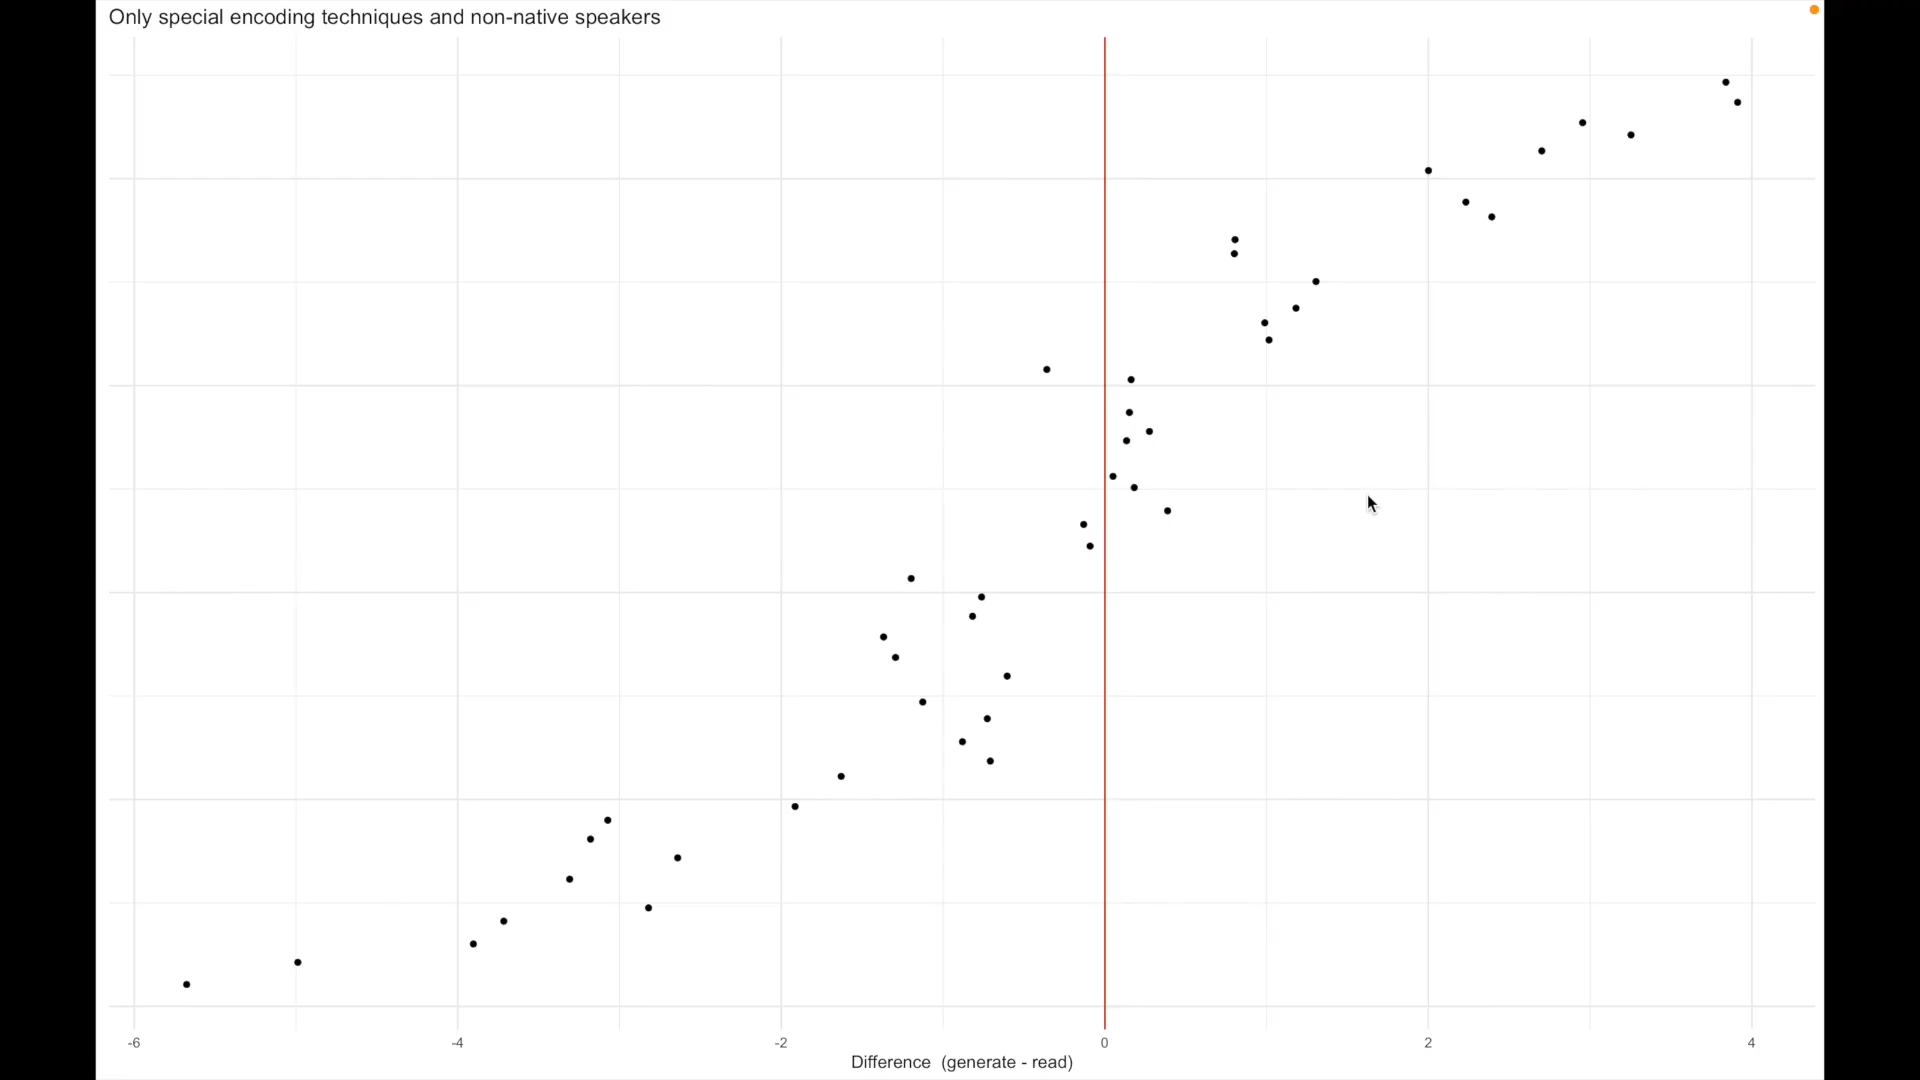 Only special encoding techniques and non-native speakers
-6 -4 -2 0 2 4
Difference (generate - read)